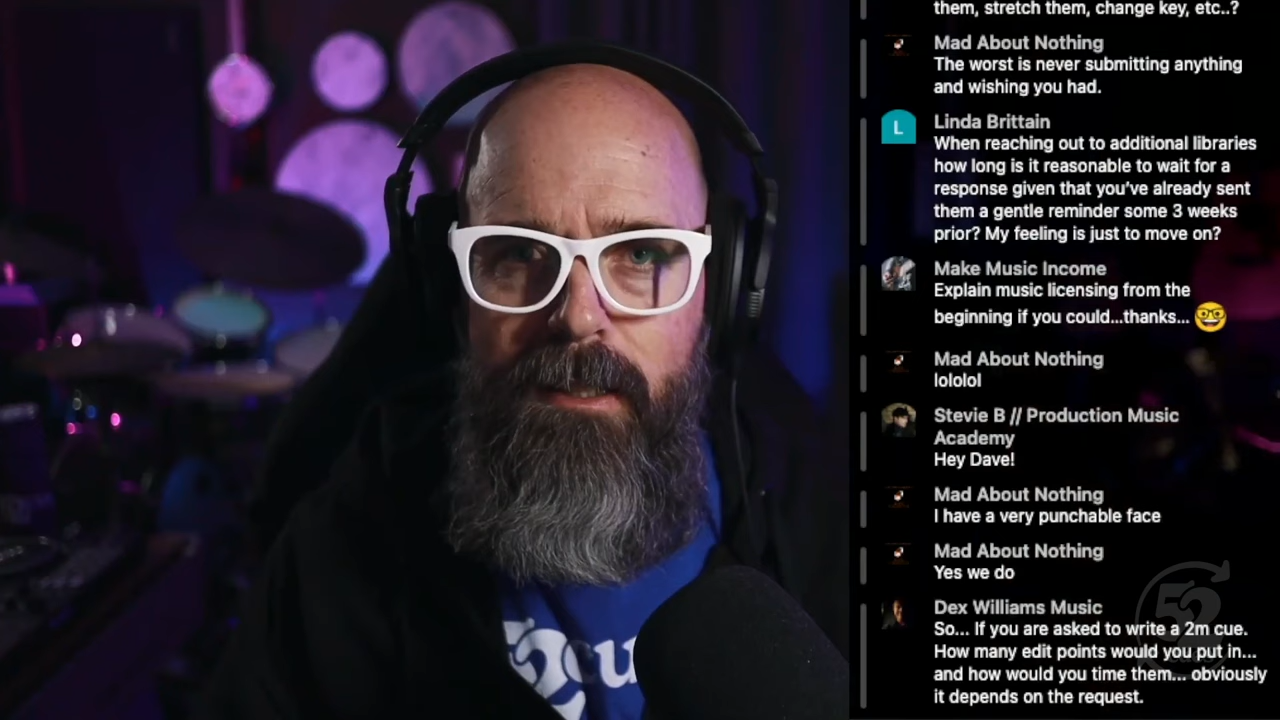 them, stretch them, change key, etc..?
Mad About Nothing
The worst is never submitting anything
and wishing you had.
L
Linda Brittain
When reaching out to additional libraries
how long is it reasonable to wait for a
response given that you've already sent
them a gentle reminder some 3 weeks
prior? My feeling is just to move on?
Make Music Income
Explain music licensing from the
beginning if you could...thanks...
Mad About Nothing
lololol
Stevie B // Production Music
Academy
Hey Dave!
Mad About Nothing
I have a very punchable face
Mad About Nothing
Yes we do
Dex Williams Music
So... If you are asked to write a 2m cue.
How many edit points would you put in...
and how would you time them... obviously
it depends on the request.
52